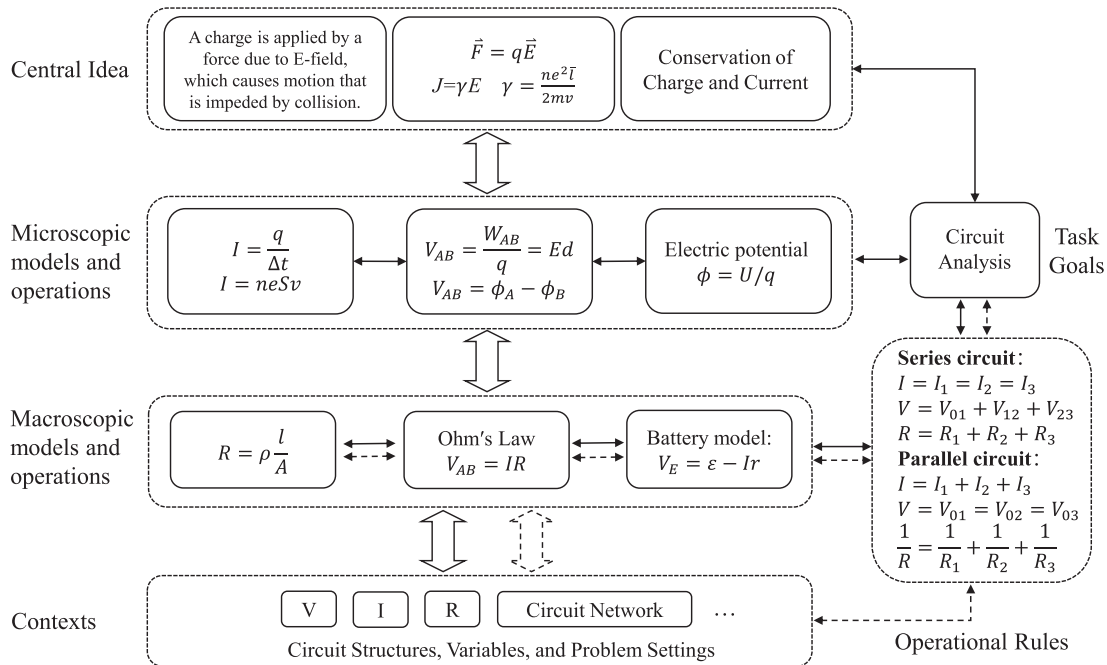 Central Idea
A charge is applied by a
force due to E-field,
which causes motion that
is impeded by collision.
F⃗ = qE⃗
J=γE γ = ne²l̄/2mv
Conservation of
Charge and Current
Microscopic
models and
operations
I = q/Δt
I = neSv
V_AB = W_AB/q = Ed
V_AB = ϕ_A − ϕ_B
Electric potential
ϕ = U/q
Circuit
Analysis
Task
Goals
Macroscopic
models and
operations
R = ρ l/A
Ohm's Law
V_AB = IR
Battery model:
V_E = ε − Ir
Series circuit:
I = I₁ = I₂ = I₃
V = V₀₁ + V₁₂ + V₂₃
R = R₁ + R₂ + R₃
Parallel circuit:
I = I₁ + I₂ + I₃
V = V₀₁ = V₀₂ = V₀₃
1/R = 1/R₁ + 1/R₂ + 1/R₃
Contexts
V I R Circuit Network …
Circuit Structures, Variables, and Problem Settings
Operational Rules